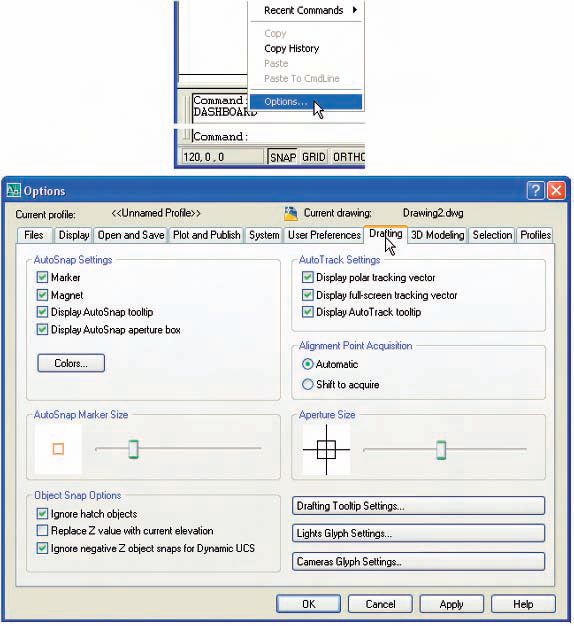 Recent Commands
Copy
Copy History
Paste
Paste To CmdLine
Options...
Command:
DASHBOARD
Command:
120,0,0 SNAP GRID ORTHO
Options
Current profile: <<Unnamed Profile>> Current drawing: Drawing2.dwg
Files Display Open and Save Plot and Publish System User Preferences Drafting 3D Modeling Selection Profiles
AutoSnap Settings
Marker
Magnet
Display AutoSnap tooltip
Display AutoSnap aperture box
Colors...
AutoTrack Settings
Display polar tracking vector
Display full-screen tracking vector
Display AutoTrack tooltip
Alignment Point Acquisition
Automatic
Shift to acquire
AutoSnap Marker Size
Aperture Size
Object Snap Options
Ignore hatch objects
Replace Z value with current elevation
Ignore negative Z object snaps for Dynamic UCS
Drafting Tooltip Settings...
Lights Glyph Settings...
Cameras Glyph Settings..
OK Cancel Apply Help